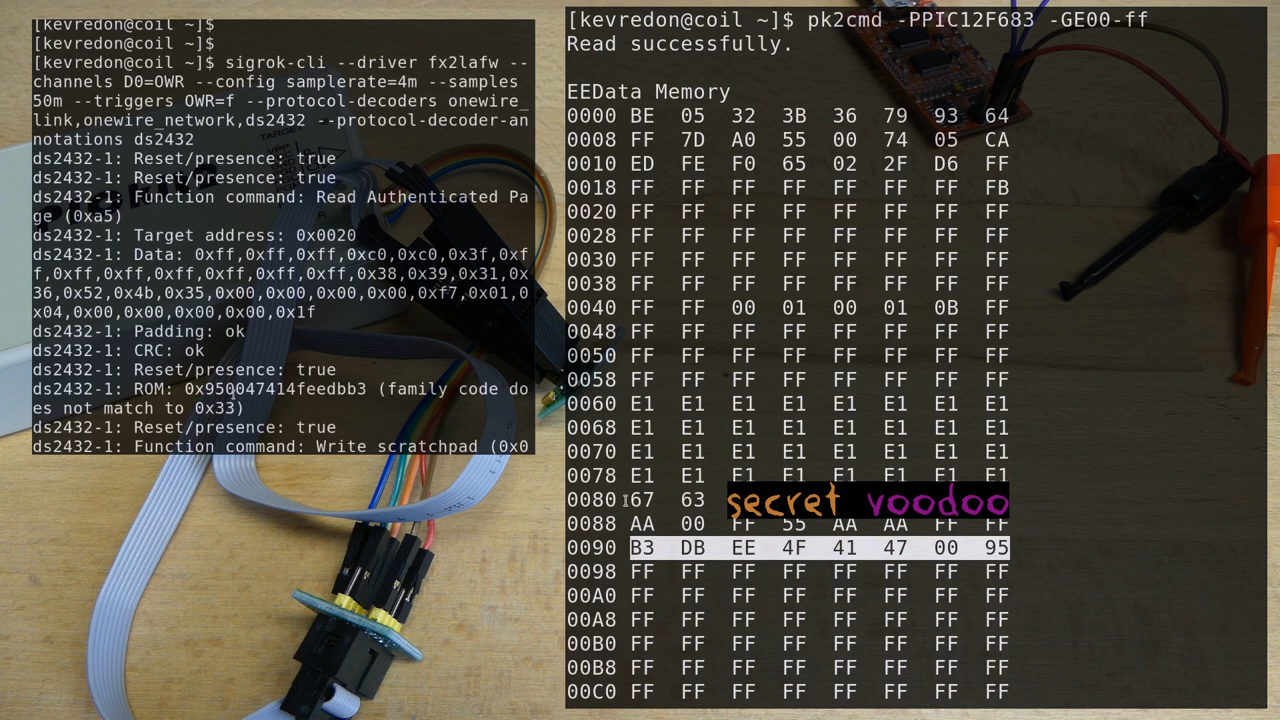 [kevredon@coil ~]$
[kevredon@coil ~]$
[kevredon@coil ~]$ sigrok-cli --driver fx2lafw --
channels D0=OWR --config samplerate=4m --samples
50m --triggers OWR=f --protocol-decoders onewire_
link,onewire_network,ds2432 --protocol-decoder-an
notations ds2432
ds2432-1: Reset/presence: true
ds2432-1: Reset/presence: true
ds2432-1: Function command: Read Authenticated Pa
ge (0xa5)
ds2432-1: Target address: 0x0020
ds2432-1: Data: 0xff,0xff,0xff,0xc0,0xc0,0x3f,0xf
f,0xff,0xff,0xff,0xff,0xff,0xff,0x38,0x39,0x31,0x
36,0x52,0x4b,0x35,0x00,0x00,0x00,0x00,0xf7,0x01,0
x04,0x00,0x00,0x00,0x00,0x1f
ds2432-1: Padding: ok
ds2432-1: CRC: ok
ds2432-1: Reset/presence: true
ds2432-1: ROM: 0x950047414feedbb3 (family code do
es not match to 0x33)
ds2432-1: Reset/presence: true
ds2432-1: Function command: Write scratchpad (0x0
[kevredon@coil ~]$ pk2cmd -PPIC12F683 -GE00-ff
Read successfully.
EEData Memory
0000 BE 05 32 3B 36 79 93 64
0008 FF 7D A0 55 00 74 05 CA
0010 ED FE F0 65 02 2F D6 FF
0018 FF FF FF FF FF FF FF FB
0020 FF FF FF FF FF FF FF FF
0028 FF FF FF FF FF FF FF FF
0030 FF FF FF FF FF FF FF FF
0038 FF FF FF FF FF FF FF FF
0040 FF FF 00 01 00 01 0B FF
0048 FF FF FF FF FF FF FF FF
0050 FF FF FF FF FF FF FF FF
0058 FF FF FF FF FF FF FF FF
0060 E1 E1 E1 E1 E1 E1 E1 E1
0068 E1 E1 E1 E1 E1 E1 E1 E1
0070 E1 E1 E1 E1 E1 E1 E1 E1
0078 E1 E1 E1 E1 E1 E1 E1 E1
0080 67 63 secret voodoo
0088 AA 00 FF 55 AA AA FF FF
0090 B3 DB EE 4F 41 47 00 95
0098 FF FF FF FF FF FF FF FF
00A0 FF FF FF FF FF FF FF FF
00A8 FF FF FF FF FF FF FF FF
00B0 FF FF FF FF FF FF FF FF
00B8 FF FF FF FF FF FF FF FF
00C0 FF FF FF FF FF FF FF FF